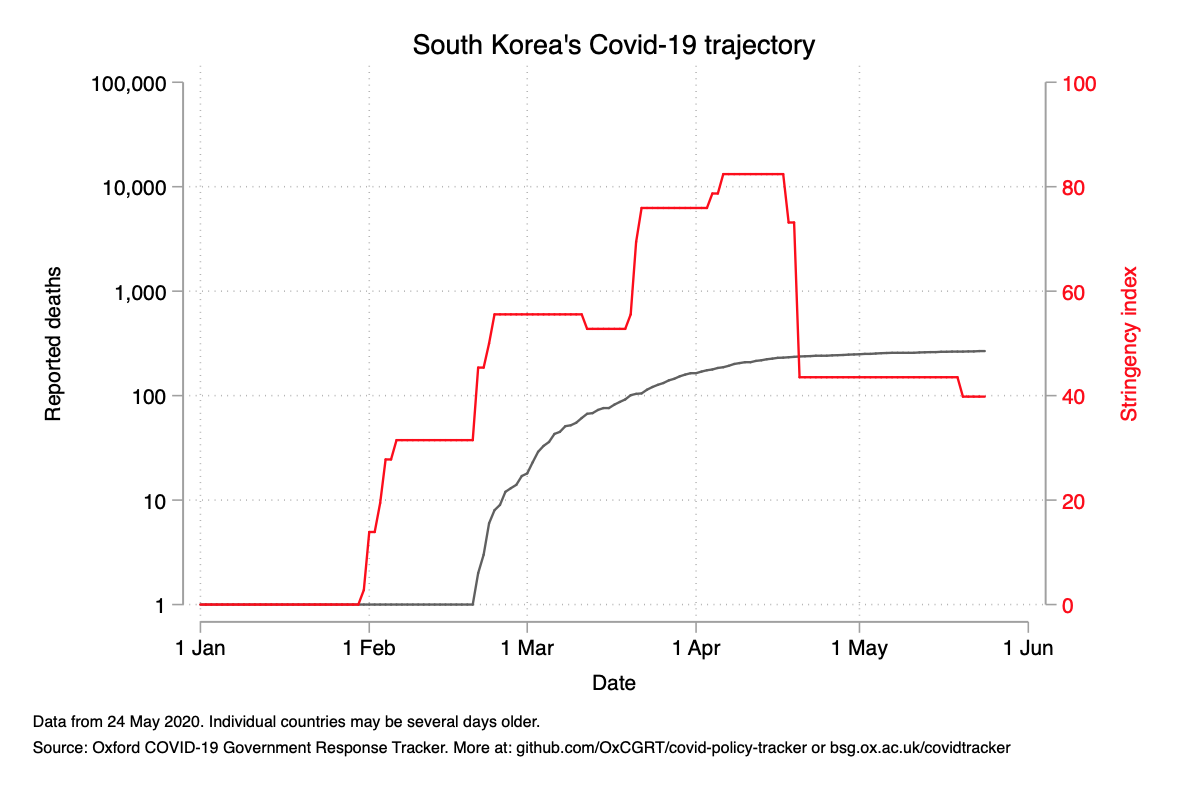 South Korea's Covid-19 trajectory
100,000
10,000
1,000
100
10
1
Reported deaths
100
80
60
40
20
0
Stringency index
1 Jan
1 Feb
1 Mar
1 Apr
1 May
1 Jun
Date
Data from 24 May 2020. Individual countries may be several days older.
Source: Oxford COVID-19 Government Response Tracker. More at: github.com/OxCGRT/covid-policy-tracker or bsg.ox.ac.uk/covidtracker